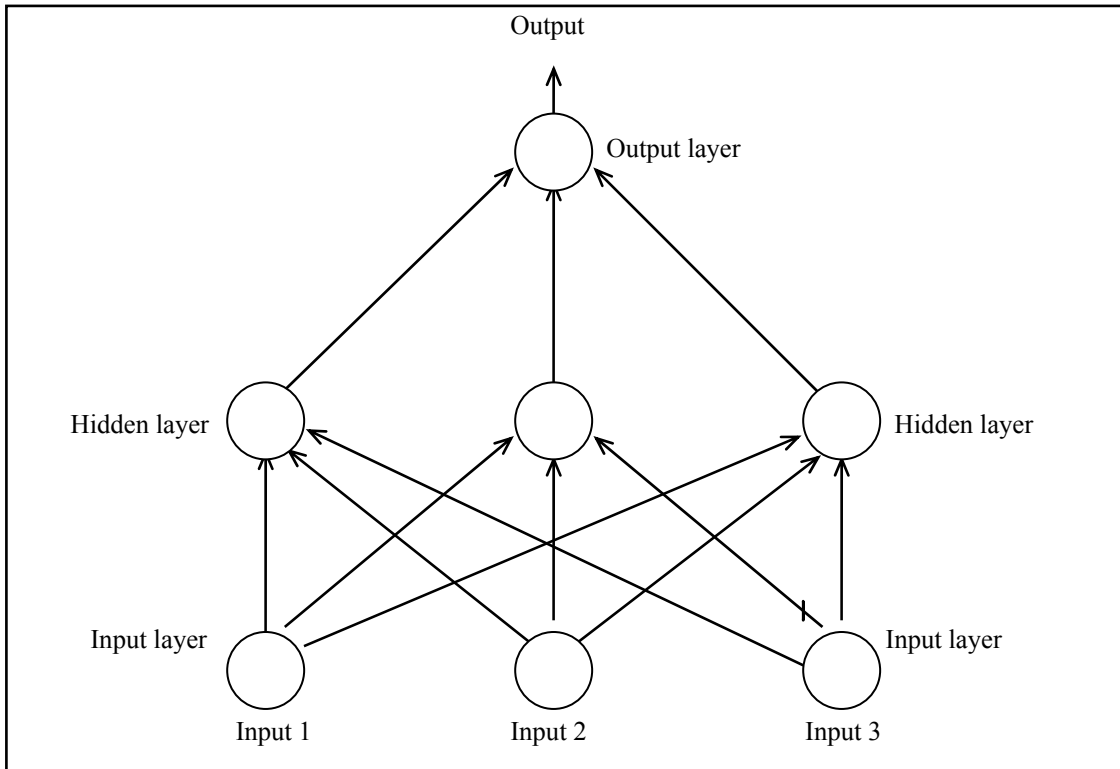 Output
Output layer
Hidden layer
Hidden layer
Input layer
Input layer
Input 1
Input 2
Input 3